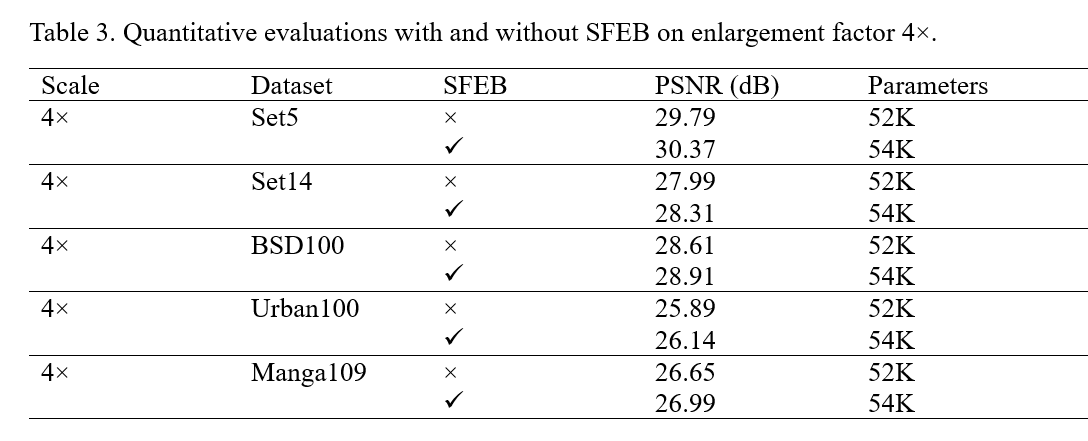 Table 3. Quantitative evaluations with and without SFEB on enlargement factor 4×.
Scale Dataset SFEB PSNR (dB) Parameters
4× Set5 × 29.79 52K
✓ 30.37 54K
4× Set14 × 27.99 52K
✓ 28.31 54K
4× BSD100 × 28.61 52K
✓ 28.91 54K
4× Urban100 × 25.89 52K
✓ 26.14 54K
4× Manga109 × 26.65 52K
✓ 26.99 54K